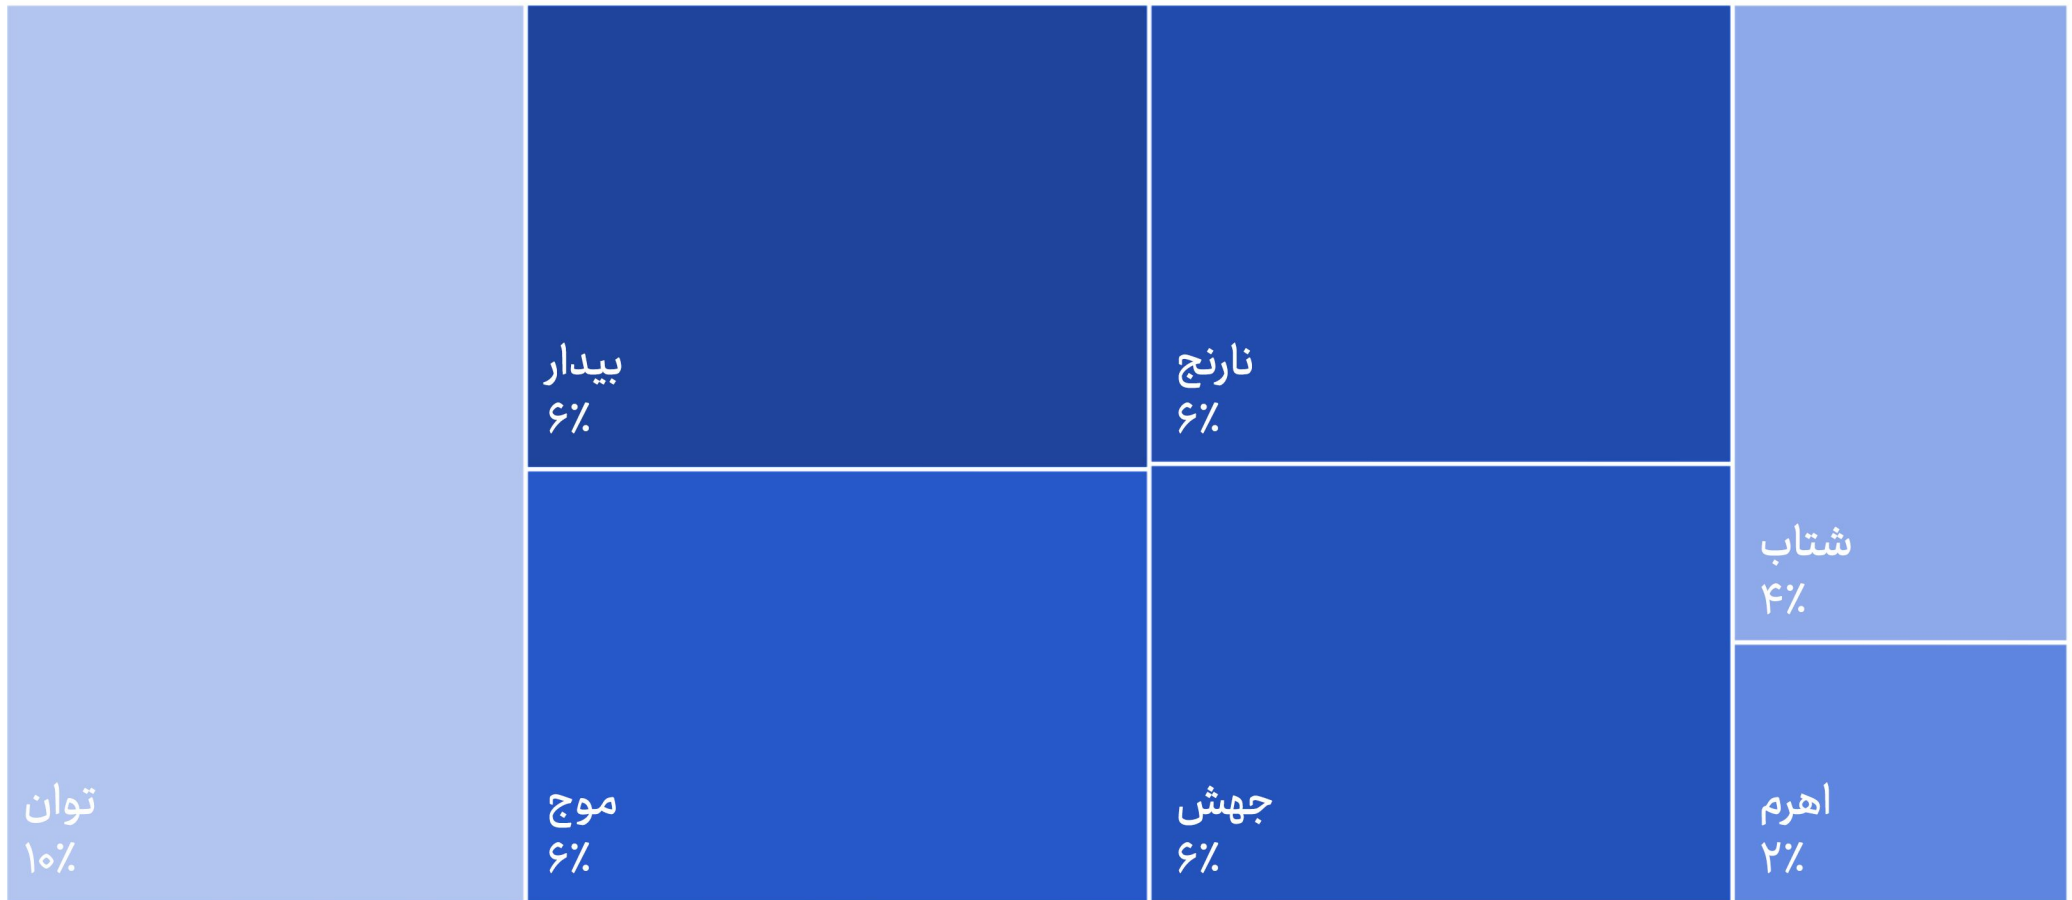 توان
۱۰٪
بیدار
۶٪
موج
۶٪
نارنج
۶٪
جهش
۶٪
شتاب
۴٪
اهرم
۲٪